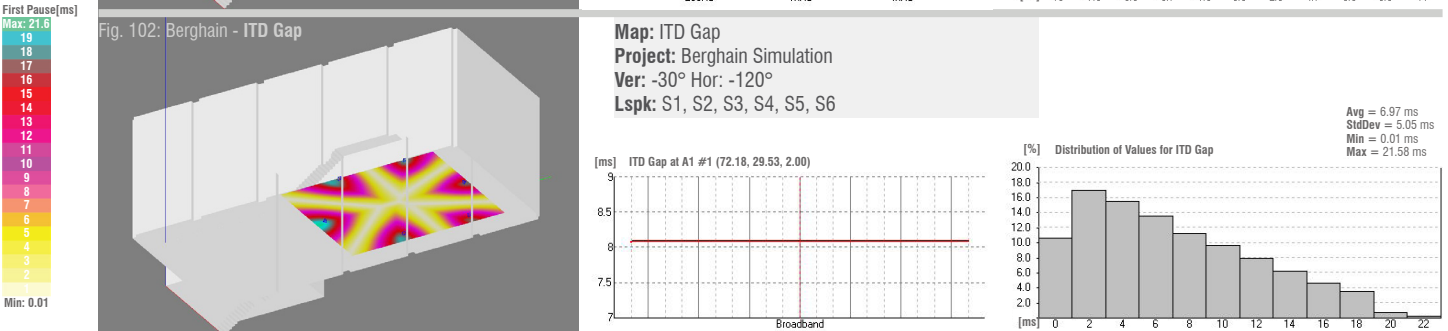 First Pause[ms]
Max: 21.6
19
18
17
16
15
14
13
12
11
10
9
8
7
6
5
4
3
2
Min: 0.01
Fig. 102: Berghain - ITD Gap
Map: ITD Gap
Project: Berghain Simulation
Ver: -30° Hor: -120°
Lspk: S1, S2, S3, S4, S5, S6
[ms] ITD Gap at A1 #1 (72.18, 29.53, 2.00)
9
8.5
8
7.5
7
Broadband
Avg = 6.97 ms
StdDev = 5.05 ms
Min = 0.01 ms
Max = 21.58 ms
[%] Distribution of Values for ITD Gap
20.0
18.0
16.0
14.0
12.0
10.0
8.0
6.0
4.0
2.0
[ms] 0 2 4 6 8 10 12 14 16 18 20 22